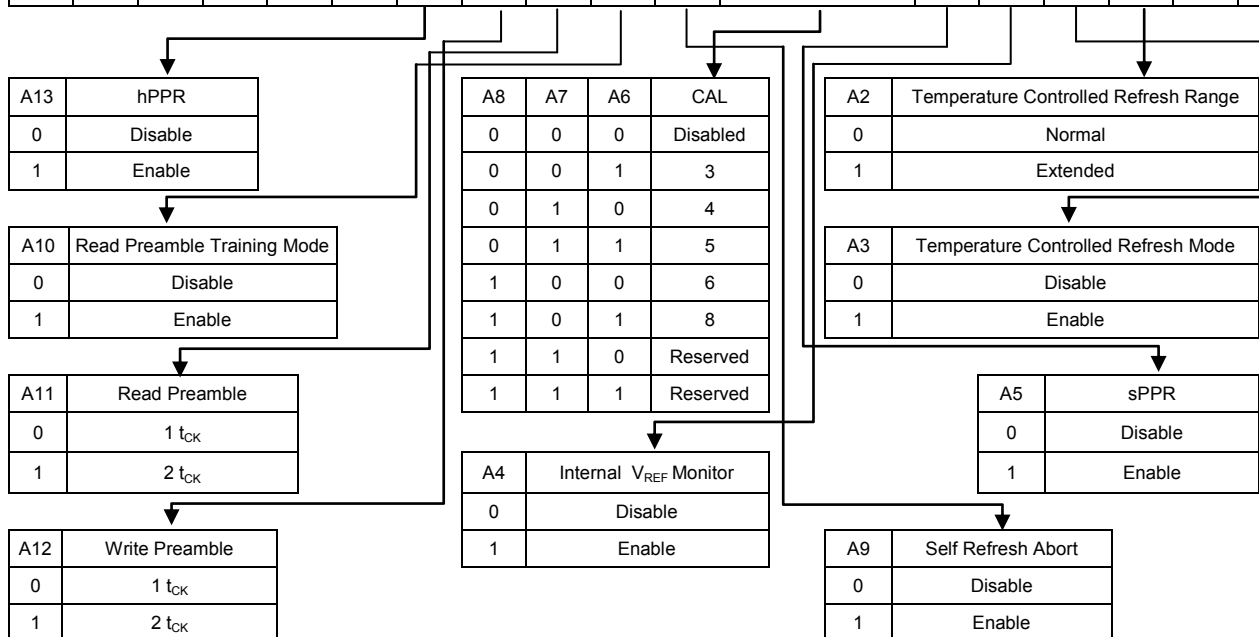 A13 hPPR
0 Disable
1 Enable
A10 Read Preamble Training Mode
0 Disable
1 Enable
A11 Read Preamble
0 1 tCK
1 2 tCK
A12 Write Preamble
0 1 tCK
1 2 tCK
A8 A7 A6 CAL
0 0 0 Disabled
0 0 1 3
0 1 0 4
0 1 1 5
1 0 0 6
1 0 1 8
1 1 0 Reserved
1 1 1 Reserved
A4 Internal VREF Monitor
0 Disable
1 Enable
A2 Temperature Controlled Refresh Range
0 Normal
1 Extended
A3 Temperature Controlled Refresh Mode
0 Disable
1 Enable
A5 sPPR
0 Disable
1 Enable
A9 Self Refresh Abort
0 Disable
1 Enable